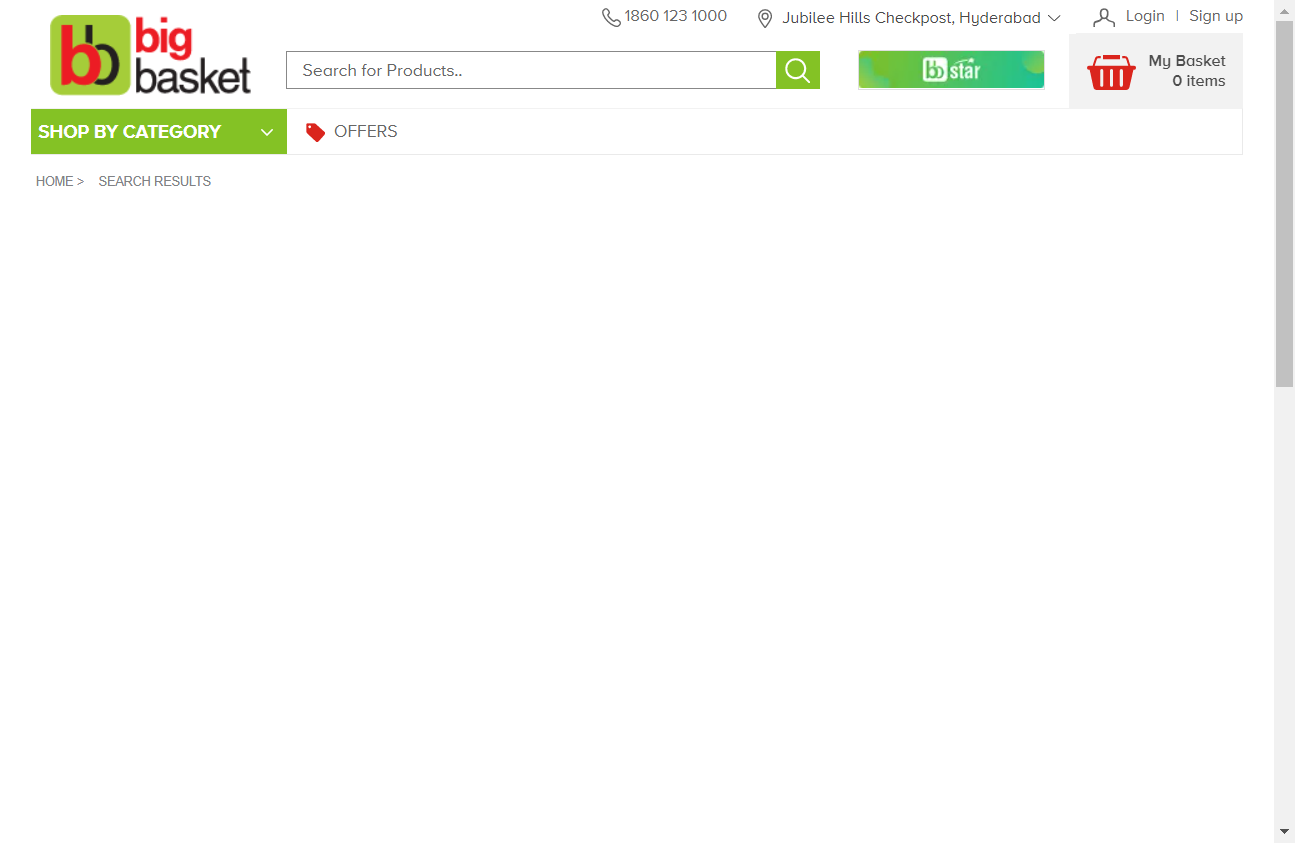 1860 123 1000
Jubilee Hills Checkpost, Hyderabad
Login | Sign up
bb big
basket
Search for Products..
bb star
My Basket
0 items
SHOP BY CATEGORY
OFFERS
HOME > SEARCH RESULTS